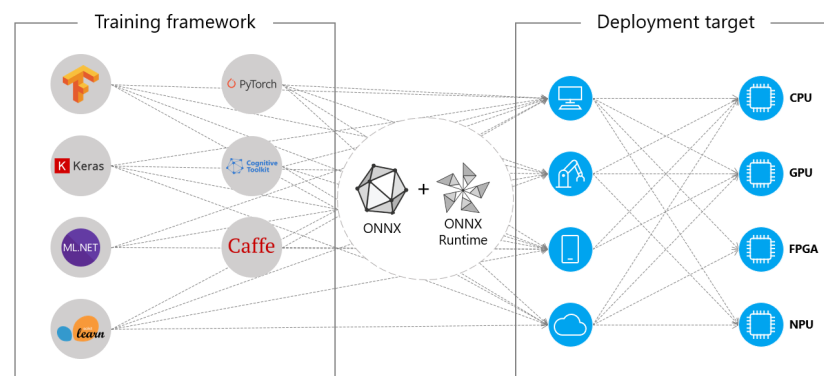 Training framework
Deployment target
PyTorch
CPU
K Keras
Cognitive
Toolkit
GPU
ONNX
+
ONNX
Runtime
ML.NET
Caffe
FPGA
learn
NPU